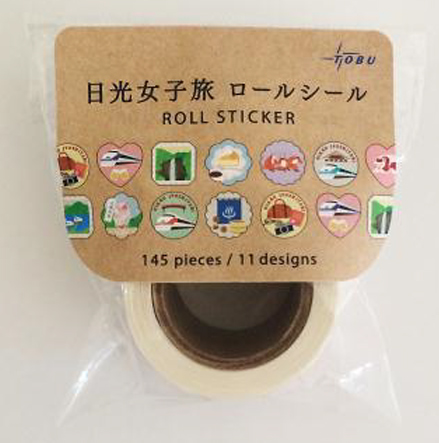 TOBU
日光女子旅 ロールシール
ROLL STICKER
145 pieces / 11 designs